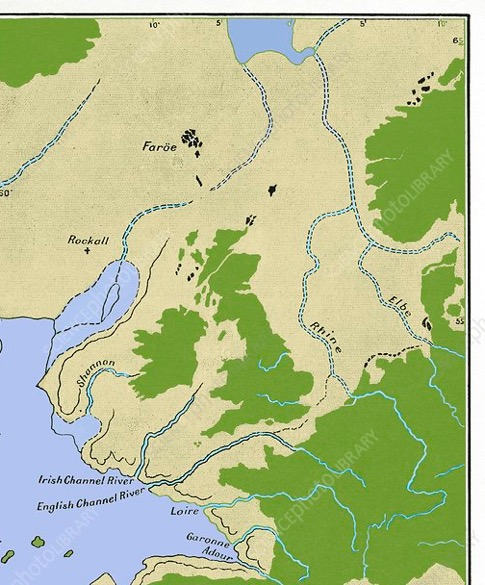 10°
5°
5°
10°
Faröe
60°
Rockall
Elbe
55
Rhine
Shannon
Irish Channel River
English Channel River
Loire
Garonne
Adour